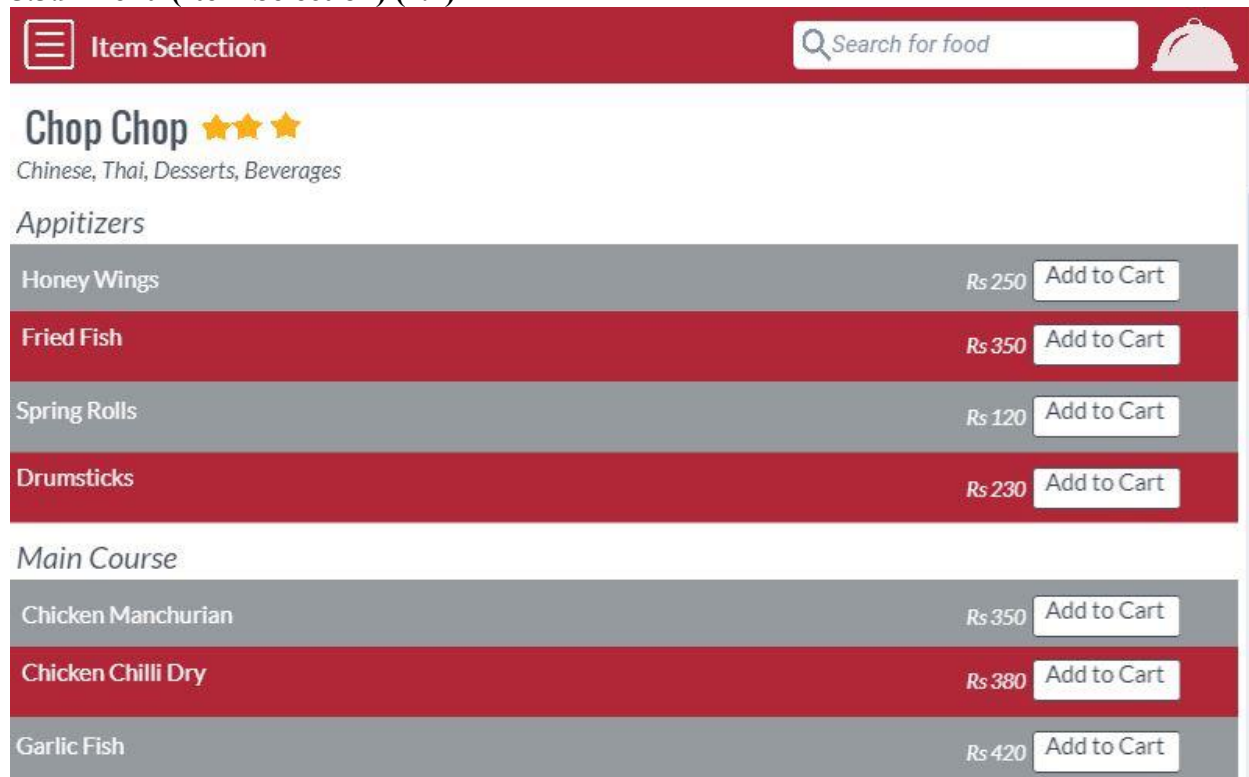 Item Selection Search for food
Chop Chop
Chinese, Thai, Desserts, Beverages
Appitizers
Honey Wings Rs 250 Add to Cart
Fried Fish Rs 350 Add to Cart
Spring Rolls Rs 120 Add to Cart
Drumsticks Rs 230 Add to Cart
Main Course
Chicken Manchurian Rs 350 Add to Cart
Chicken Chilli Dry Rs 380 Add to Cart
Garlic Fish Rs 420 Add to Cart